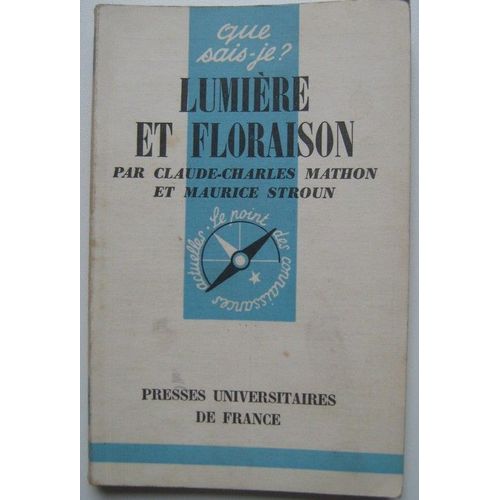 que
sais-je?
LUMIÈRE
ET FLORAISON
PAR CLAUDE-CHARLES MATHON
ET MAURICE STROUN
Le point des connaissances actuelles.
PRESSES UNIVERSITAIRES
DE FRANCE